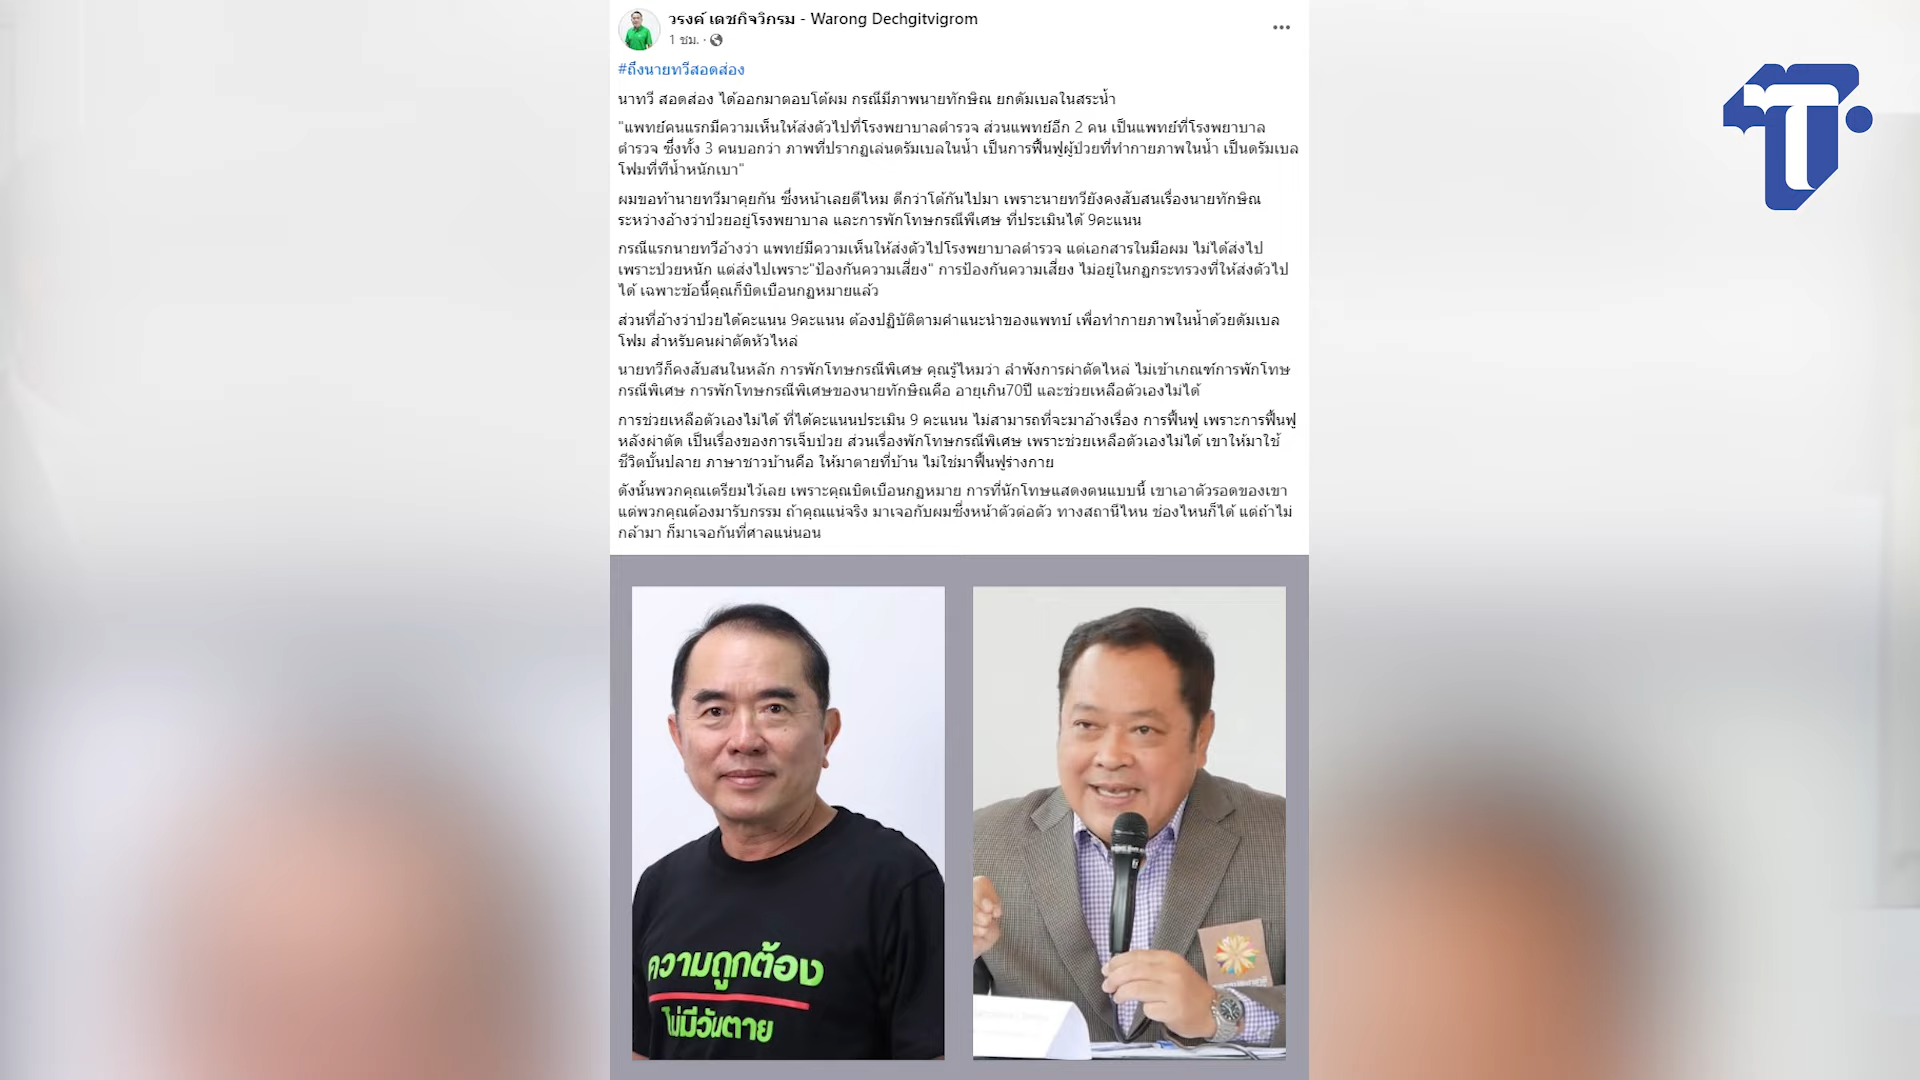 วรงค์ เดชกิจวิกรม - Warong Dechgitvigrom
1 ชม. ·
#ถึงนายทวีสอดส่อง
นาทวี สอดส่อง ได้ออกมาตอบโต้ผม กรณีมีภาพนายทักษิณ ยกดัมเบลในสระน้ำ
"แพทย์คนแรกมีความเห็นให้ส่งตัวไปที่โรงพยาบาลตำรวจ ส่วนแพทย์อีก 2 คน เป็นแพทย์ที่โรงพยาบาล
ตำรวจ ซึ่งทั้ง 3 คนบอกว่า ภาพที่ปรากฏเล่นดรัมเบลในน้ำ เป็นการฟื้นฟูผู้ป่วยที่ทำกายภาพในน้ำ เป็นดรัมเบล
โฟมที่ทีน้ำหนักเบา"
ผมขอท้านายทวีมาคุยกัน ซึ่งหน้าเลยดีไหม ดีกว่าโต้กันไปมา เพราะนายทวียังคงสับสนเรื่องนายทักษิณ
ระหว่างอ้างว่าป่วยอยู่โรงพยาบาล และการพักโทษกรณีพิเศษ ที่ประเมินได้ 9คะแนน
กรณีแรกนายทวีอ้างว่า แพทย์มีความเห็นให้ส่งตัวไปโรงพยาบาลตำรวจ แต่เอกสารในมือผม ไม่ได้ส่งไป
เพราะป่วยหนัก แต่ส่งไปเพราะ"ป้องกันความเสี่ยง" การป้องกันความเสี่ยง ไม่อยู่ในกฎกระทรวงที่ให้ส่งตัวไป
ได้ เฉพาะข้อนี้คุณก็บิดเบือนกฎหมายแล้ว
ส่วนที่อ้างว่าป่วยได้คะแนน 9คะแนน ต้องปฏิบัติตามคำแนะนำของแพทบ์ เพื่อทำกายภาพในน้ำด้วยดัมเบล
โฟม สำหรับคนผ่าตัดหัวไหล่
นายทวีก็คงสับสนในหลัก การพักโทษกรณีพิเศษ คุณรู้ไหมว่า ลำพังการผ่าตัดไหล่ ไม่เข้าเกณฑ์การพักโทษ
กรณีพิเศษ การพักโทษกรณีพิเศษของนายทักษิณคือ อายุเกิน70ปี และช่วยเหลือตัวเองไม่ได้
การช่วยเหลือตัวเองไม่ได้ ที่ได้คะแนนประเมิน 9 คะแนน ไม่สามารถที่จะมาอ้างเรื่อง การฟื้นฟู เพราะการฟื้นฟู
หลังผ่าตัด เป็นเรื่องของการเจ็บป่วย ส่วนเรื่องพักโทษกรณีพิเศษ เพราะช่วยเหลือตัวเองไม่ได้ เขาให้มาใช้
ชีวิตบั้นปลาย ภาษาชาวบ้านคือ ให้มาตายที่บ้าน ไม่ใช่มาฟื้นฟูร่างกาย
ดังนั้นพวกคุณเตรียมไว้เลย เพราะคุณบิดเบือนกฎหมาย การที่นักโทษแสดงตนแบบนี้ เขาเอาตัวรอดของเขา
แต่พวกคุณต้องมารับกรรม ถ้าคุณแน่จริง มาเจอกับผมซึ่งหน้าตัวต่อตัว ทางสถานีไหน ช่องไหนก็ได้ แต่ถ้าไม่
กล้ามา ก็มาเจอกันที่ศาลแน่นอน
ความถูกต้อง
ไม่มีวันตาย